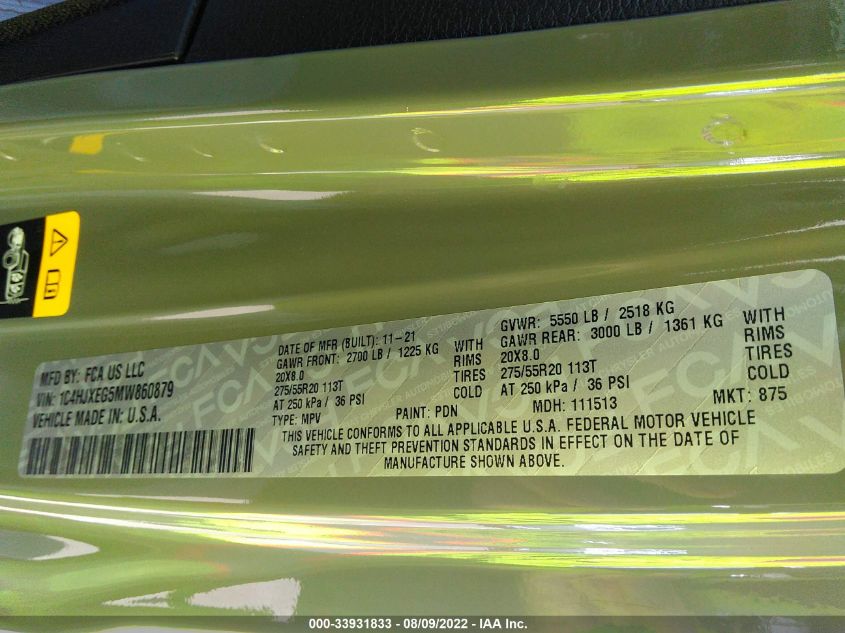 MFD BY: FCA US LLC
VIN: 1C4HJXEG5MW860879
VEHICLE MADE IN U.S.A.
DATE OF MFR (BUILT): 11-21
GAWR FRONT: 2700 LB / 1225 KG WITH
20X8.0 RIMS
275/55R20 113T TIRES
AT 250 kPa / 36 PSI COLD
TYPE: MPV PAINT: PDN
GVWR: 5550 LB / 2518 KG
GAWR REAR: 3000 LB / 1361 KG WITH
20X8.0 RIMS
275/55R20 113T TIRES
AT 250 kPa / 36 PSI COLD
MDH: 111513 MKT: 875
THIS VEHICLE CONFORMS TO ALL APPLICABLE U.S.A. FEDERAL MOTOR VEHICLE
SAFETY AND THEFT PREVENTION STANDARDS IN EFFECT ON THE DATE OF
MANUFACTURE SHOWN ABOVE.
000-33931833 - 08/09/2022 - IAA Inc.